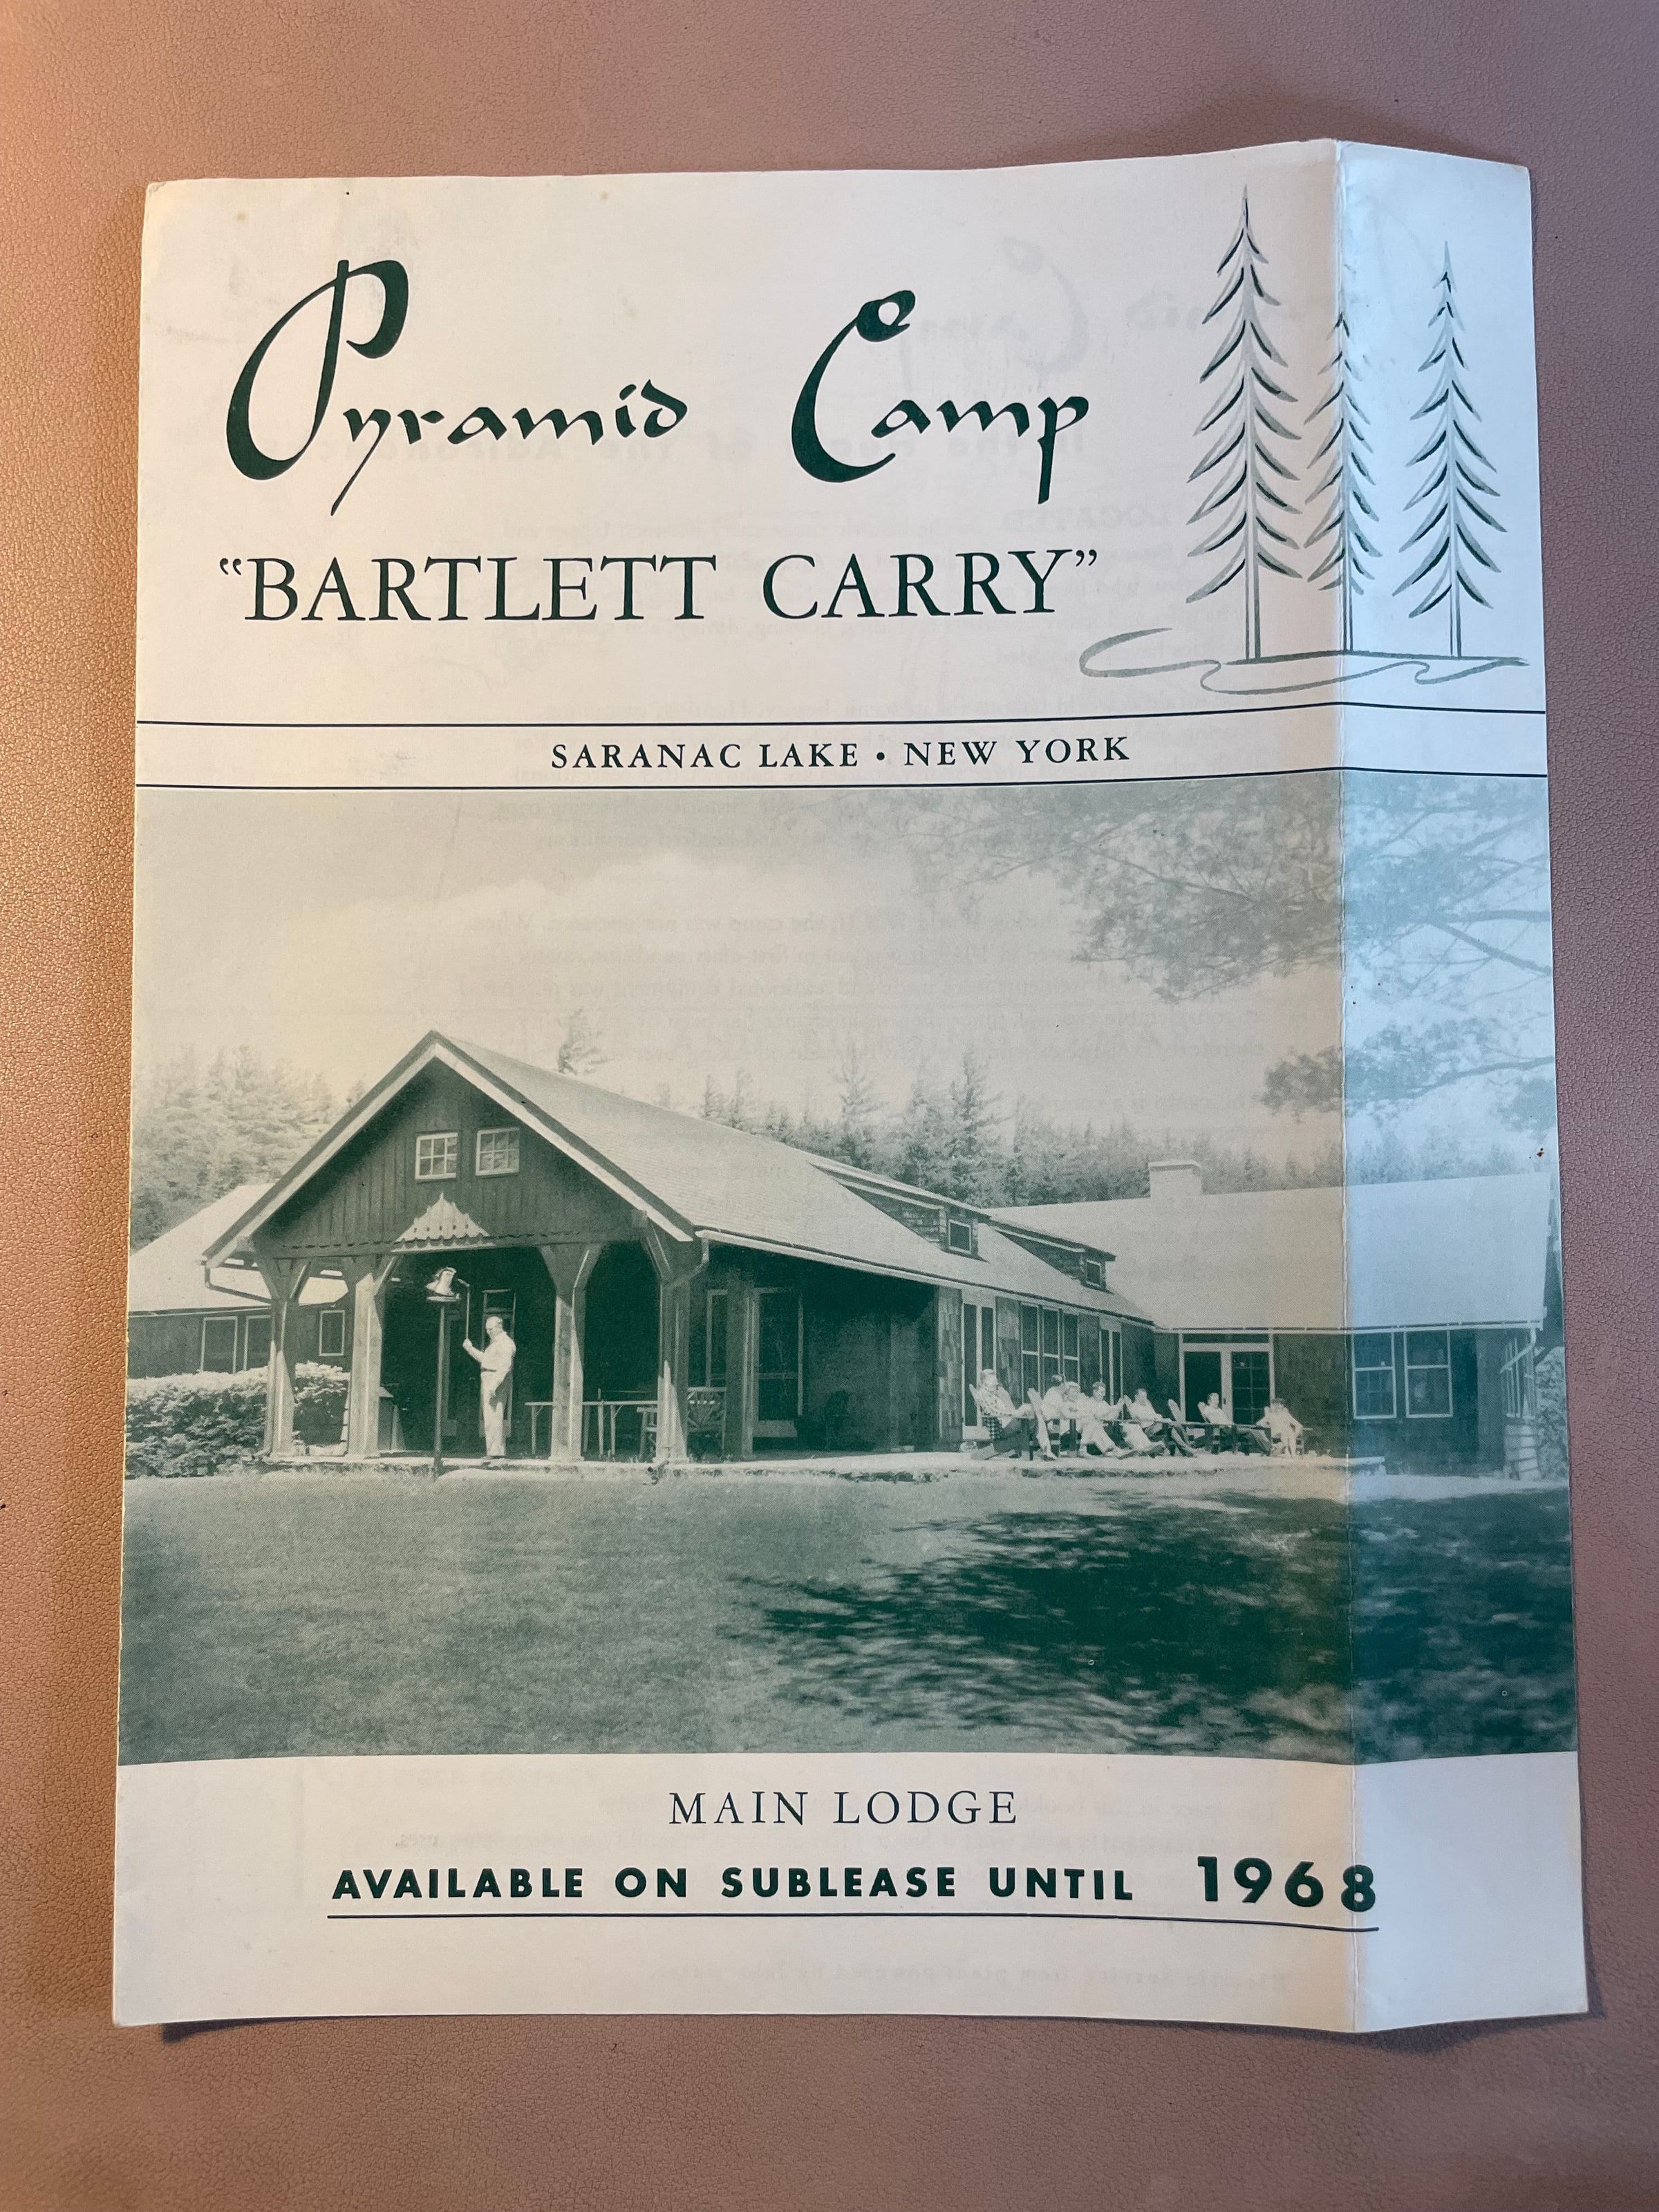 Pyramid Camp
“BARTLETT CARRY”
SARANAC LAKE • NEW YORK
MAIN LODGE
AVAILABLE ON SUBLEASE UNTIL 1968